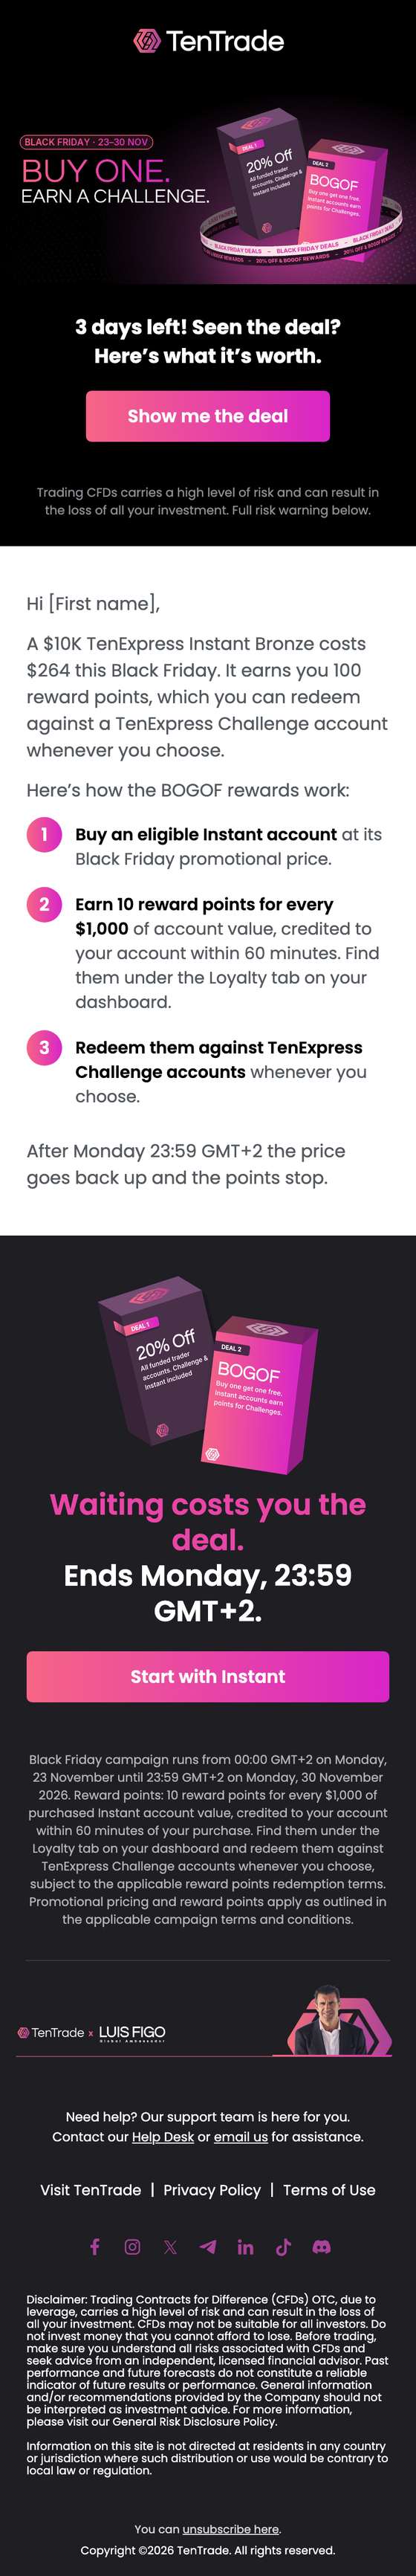 TenTrade
BLACK FRIDAY · 23–30 NOV
BUY ONE.
EARN A CHALLENGE.
DEAL 1
20% Off
All funded trader
accounts. Challenge &
Instant included
DEAL 2
BOGOF
Buy one get one free.
Instant accounts earn
points for Challenges.
BLACK FRIDAY DEALS – BLACK FRIDAY DEALS
REWARDS – 20% OFF & BOGOF REWARDS
3 days left! Seen the deal?
Here’s what it’s worth.
Show me the deal
Trading CFDs carries a high level of risk and can result in
the loss of all your investment. Full risk warning below.
Hi [First name],
A $10K TenExpress Instant Bronze costs
$264 this Black Friday. It earns you 100
reward points, which you can redeem
against a TenExpress Challenge account
whenever you choose.
Here’s how the BOGOF rewards work:
1
Buy an eligible Instant account at its
Black Friday promotional price.
2
Earn 10 reward points for every
$1,000 of account value, credited to
your account within 60 minutes. Find
them under the Loyalty tab on your
dashboard.
3
Redeem them against TenExpress
Challenge accounts whenever you
choose.
After Monday 23:59 GMT+2 the price
goes back up and the points stop.
DEAL 1
20% Off
All funded trader
accounts. Challenge &
Instant included
DEAL 2
BOGOF
Buy one get one free.
Instant accounts earn
points for Challenges.
Waiting costs you the
deal.
Ends Monday, 23:59
GMT+2.
Start with Instant
Black Friday campaign runs from 00:00 GMT+2 on Monday,
23 November until 23:59 GMT+2 on Monday, 30 November
2026. Reward points: 10 reward points for every $1,000 of
purchased Instant account value, credited to your account
within 60 minutes of your purchase. Find them under the
Loyalty tab on your dashboard and redeem them against
TenExpress Challenge accounts whenever you choose,
subject to the applicable reward points redemption terms.
Promotional pricing and reward points apply as outlined in
the applicable campaign terms and conditions.
TenTrade x LUIS FIGO
Global Ambassador
Need help? Our support team is here for you.
Contact our Help Desk or email us for assistance.
Visit TenTrade | Privacy Policy | Terms of Use
Disclaimer: Trading Contracts for Difference (CFDs) OTC, due to
leverage, carries a high level of risk and can result in the loss of
all your investment. CFDs may not be suitable for all investors. Do
not invest money that you cannot afford to lose. Before trading,
make sure you understand all risks associated with CFDs and
seek advice from an independent, licensed financial advisor. Past
performance and future forecasts do not constitute a reliable
indicator of future results or performance. General information
and/or recommendations provided by the Company should not
be interpreted as investment advice. For more information,
please visit our General Risk Disclosure Policy.
Information on this site is not directed at residents in any country
or jurisdiction where such distribution or use would be contrary to
local law or regulation.
You can unsubscribe here.
Copyright ©2026 TenTrade. All rights reserved.